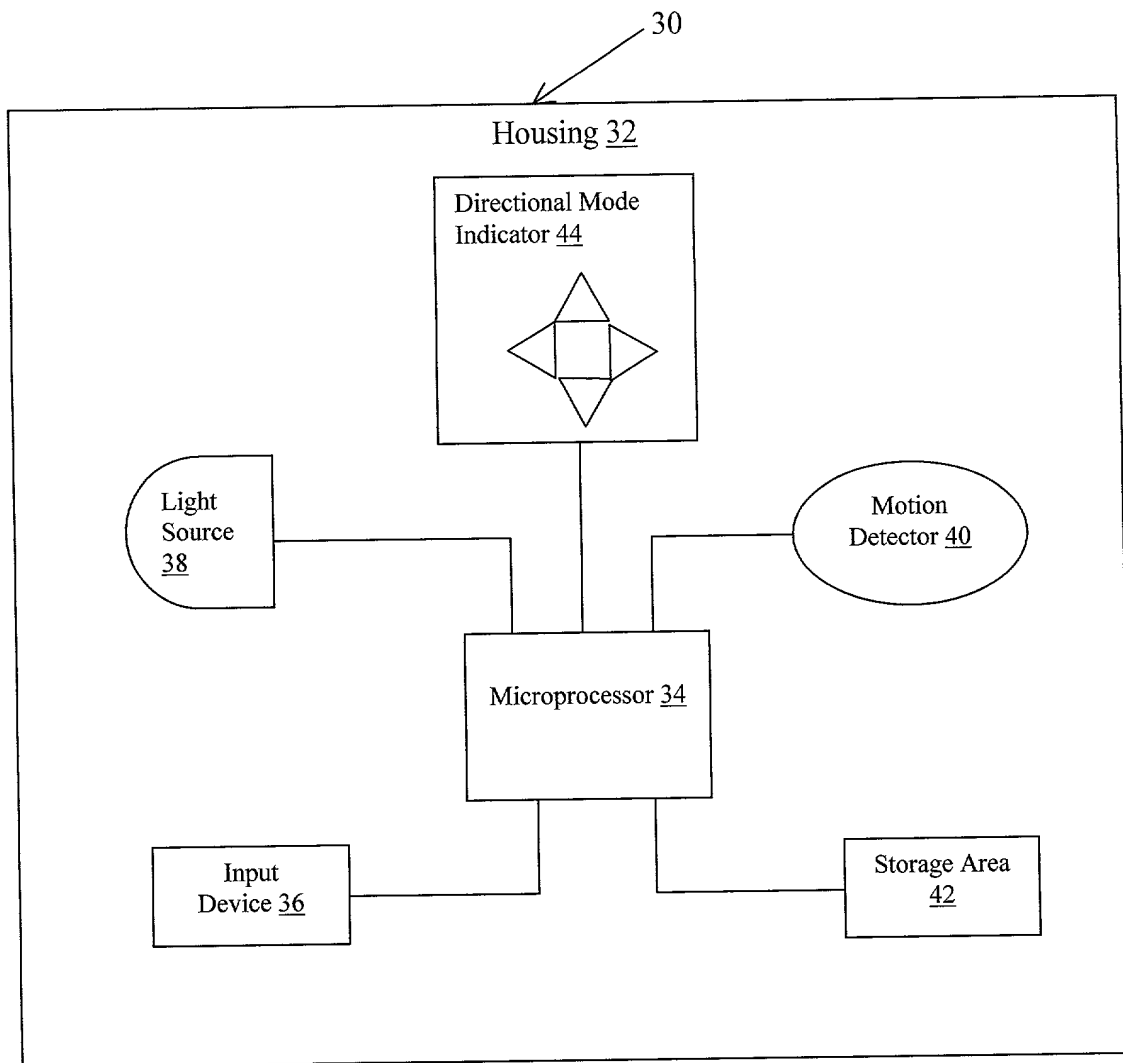 30
Housing 32
Directional Mode
Indicator 44
Light
Source
38
Motion
Detector 40
Microprocessor 34
Input
Device 36
Storage Area
42